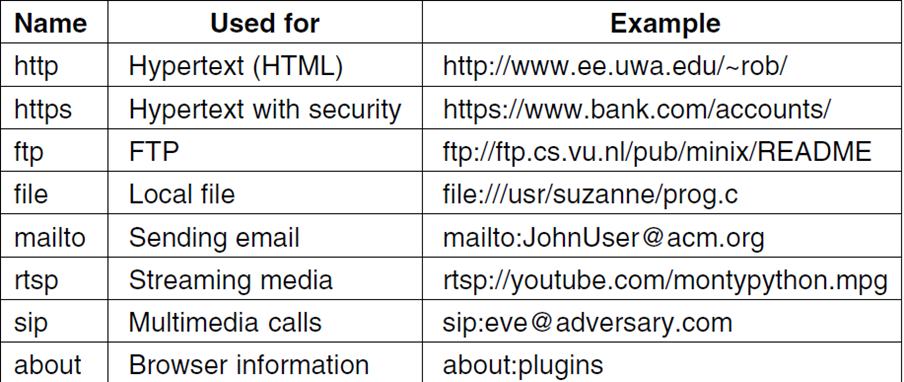 Name Used for Example
http Hypertext (HTML) http://www.ee.uwa.edu/~rob/
https Hypertext with security https://www.bank.com/accounts/
ftp FTP ftp://ftp.cs.vu.nl/pub/minix/README
file Local file file:///usr/suzanne/prog.c
mailto Sending email mailto:JohnUser@acm.org
rtsp Streaming media rtsp://youtube.com/montypython.mpg
sip Multimedia calls sip:eve@adversary.com
about Browser information about:plugins